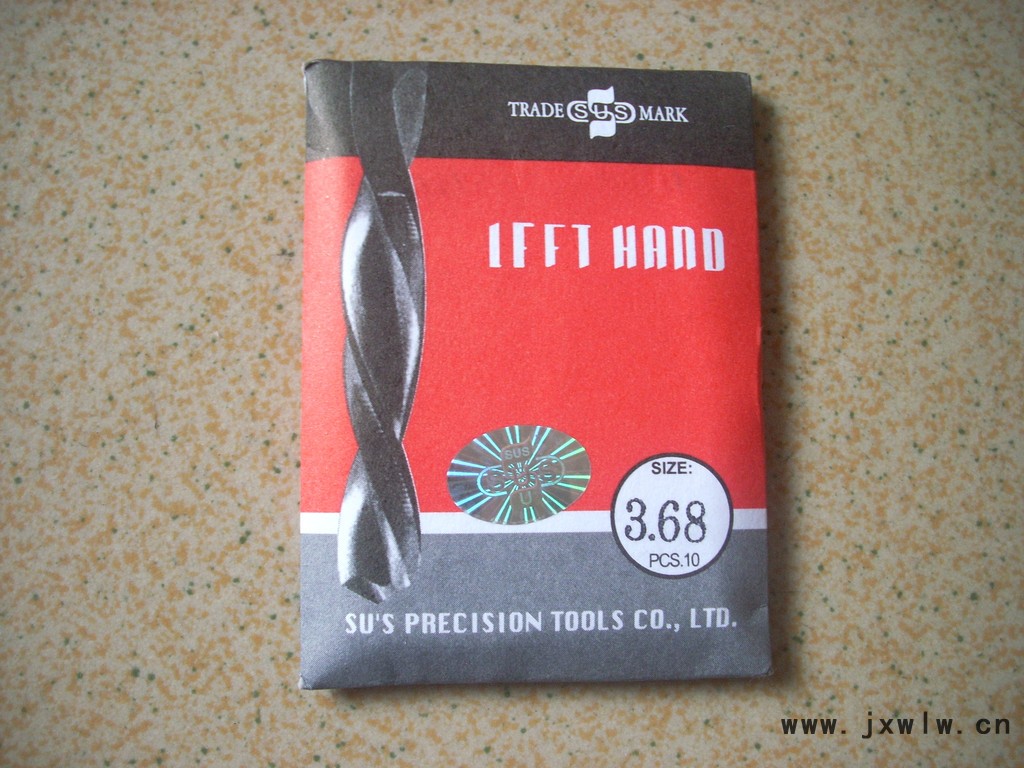 TRADE SUS MARK
LEFT HAND
SUS
SIZE:
3.68
PCS.10
SU'S PRECISION TOOLS CO., LTD.
www.jxwlw.cn